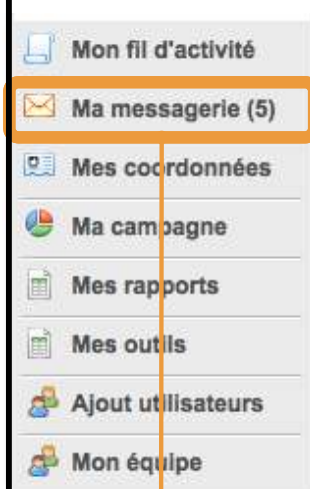 Mon fil d'activité
Ma messagerie (5)
Mes coordonnées
Ma campagne
Mes rapports
Mes outils
Ajout utilisateurs
Mon équipe